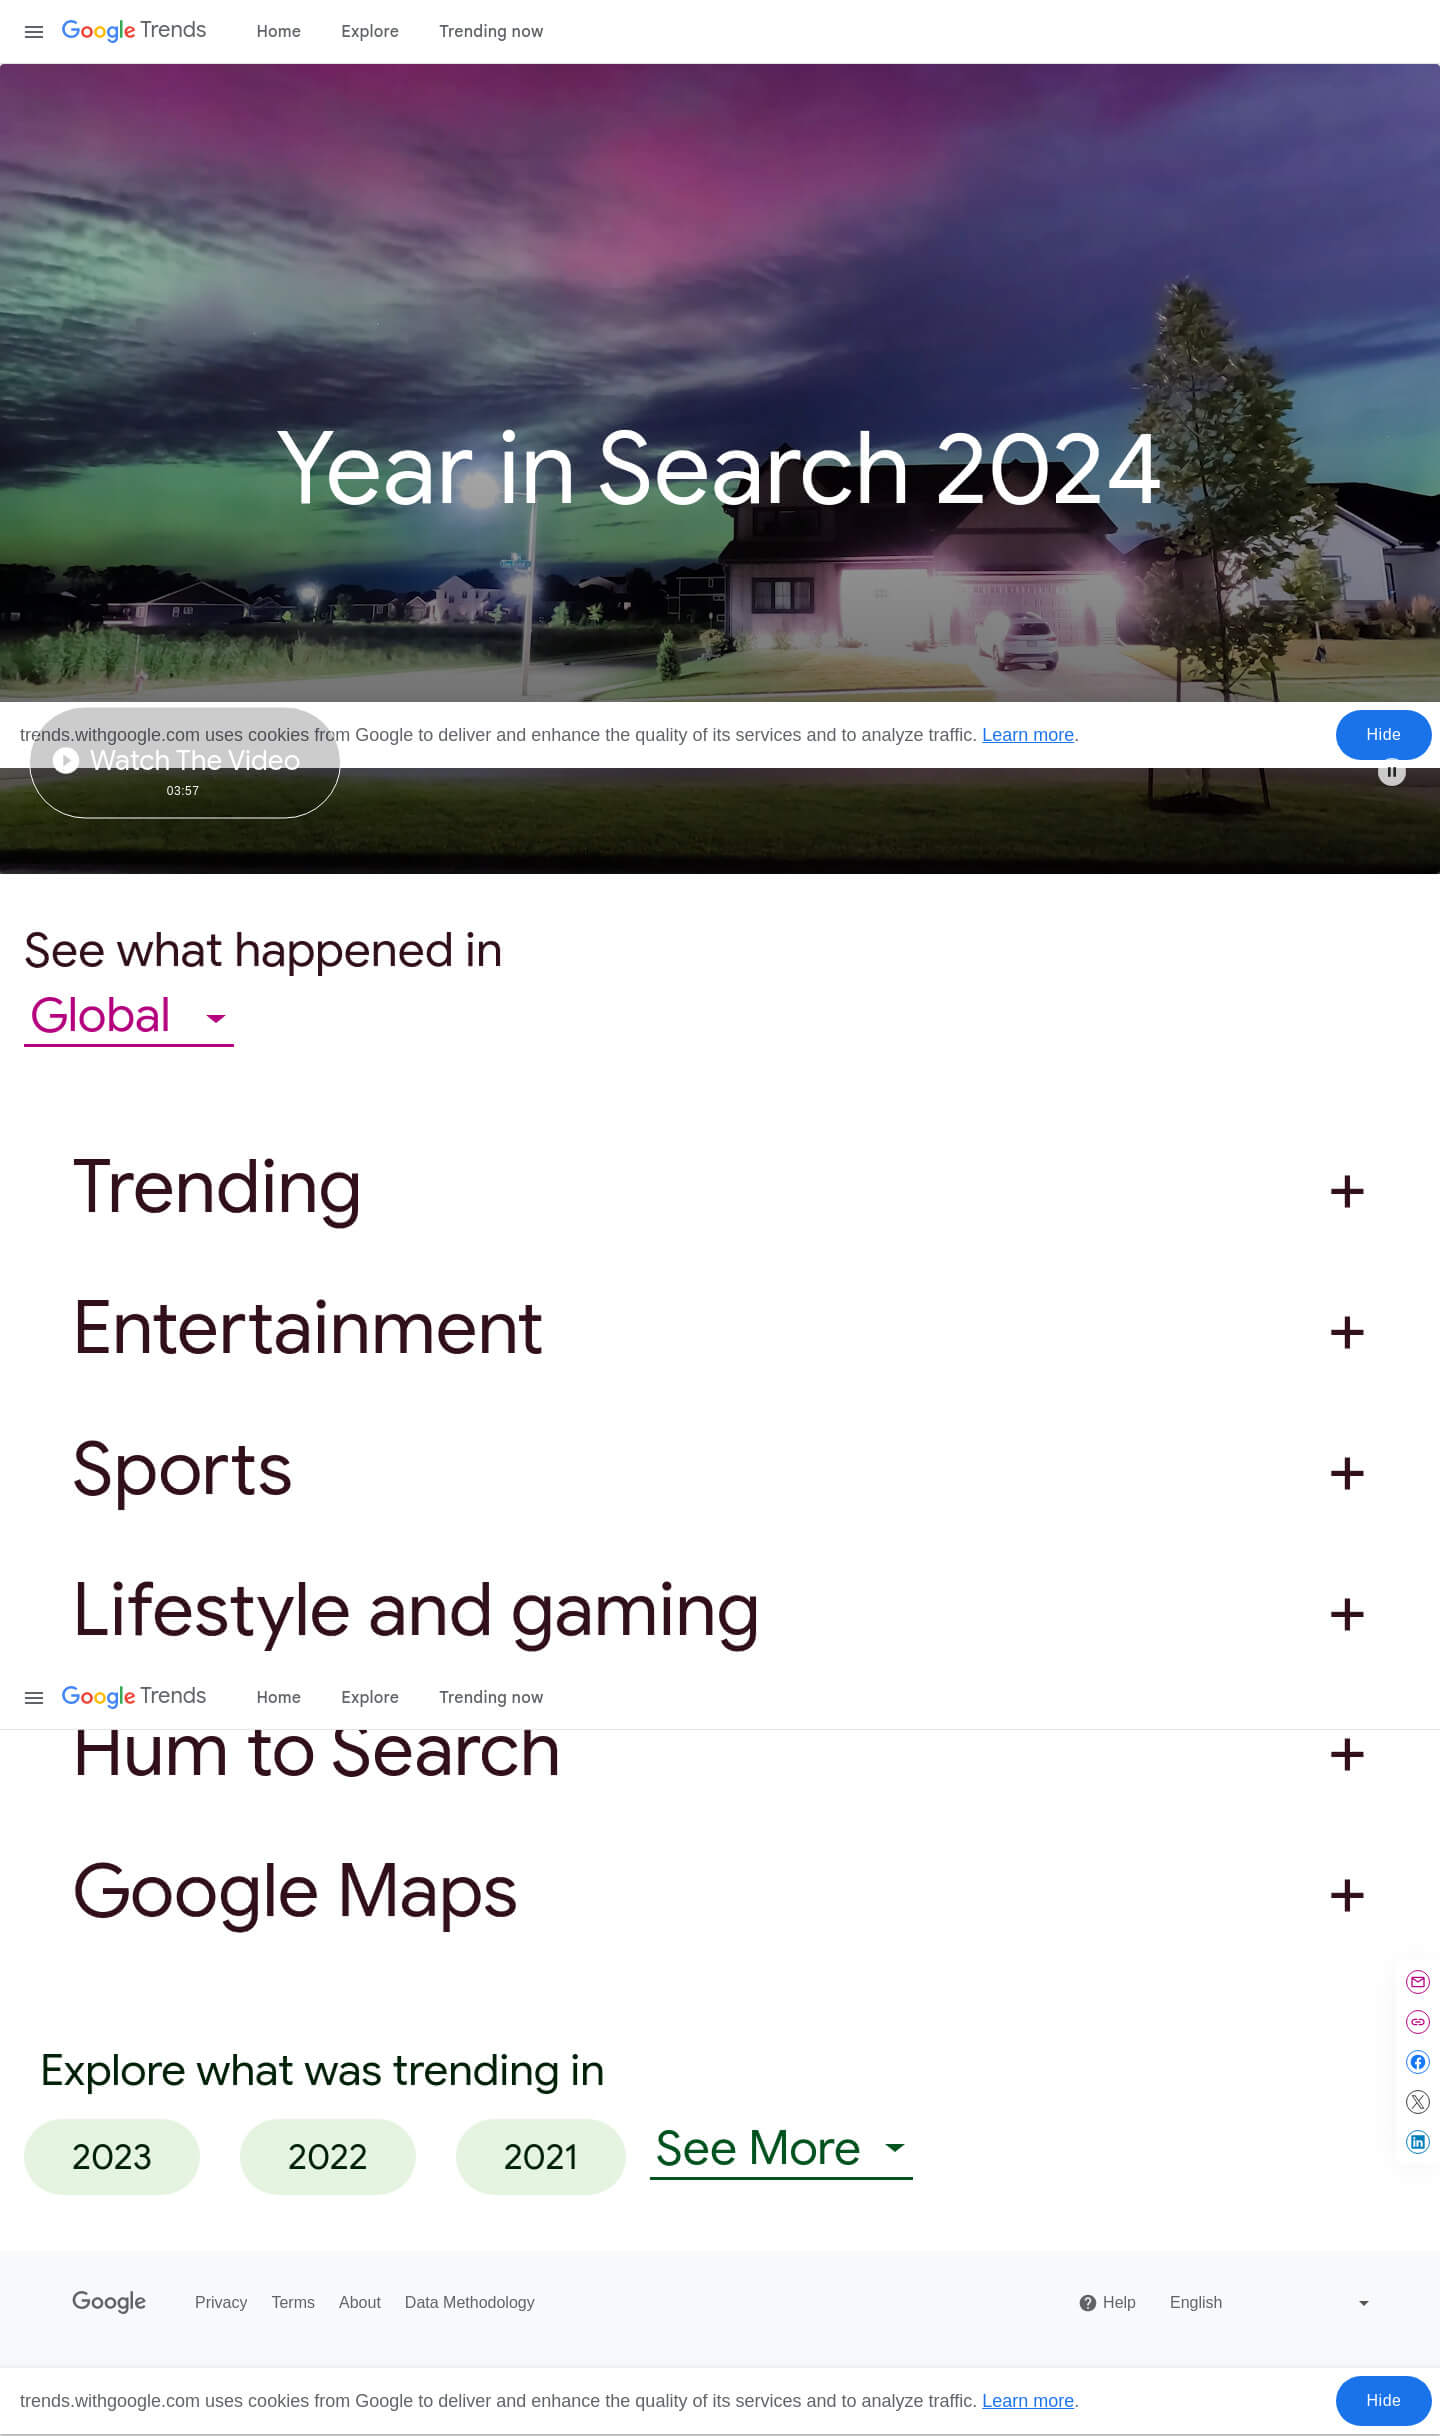 Google Trends Home Explore Trending now
Year in Search 2024
trends.withgoogle.com uses cookies from Google to deliver and enhance the quality of its services and to analyze traffic. Learn more. Hide
Watch The Video
03:57
See what happened in
Global
Trending
Entertainment
Sports
Lifestyle and gaming
Google Trends Home Explore Trending now
Hum to Search
Google Maps
Explore what was trending in
2023 2022 2021 See More
Google Privacy Terms About Data Methodology Help English
trends.withgoogle.com uses cookies from Google to deliver and enhance the quality of its services and to analyze traffic. Learn more. Hide